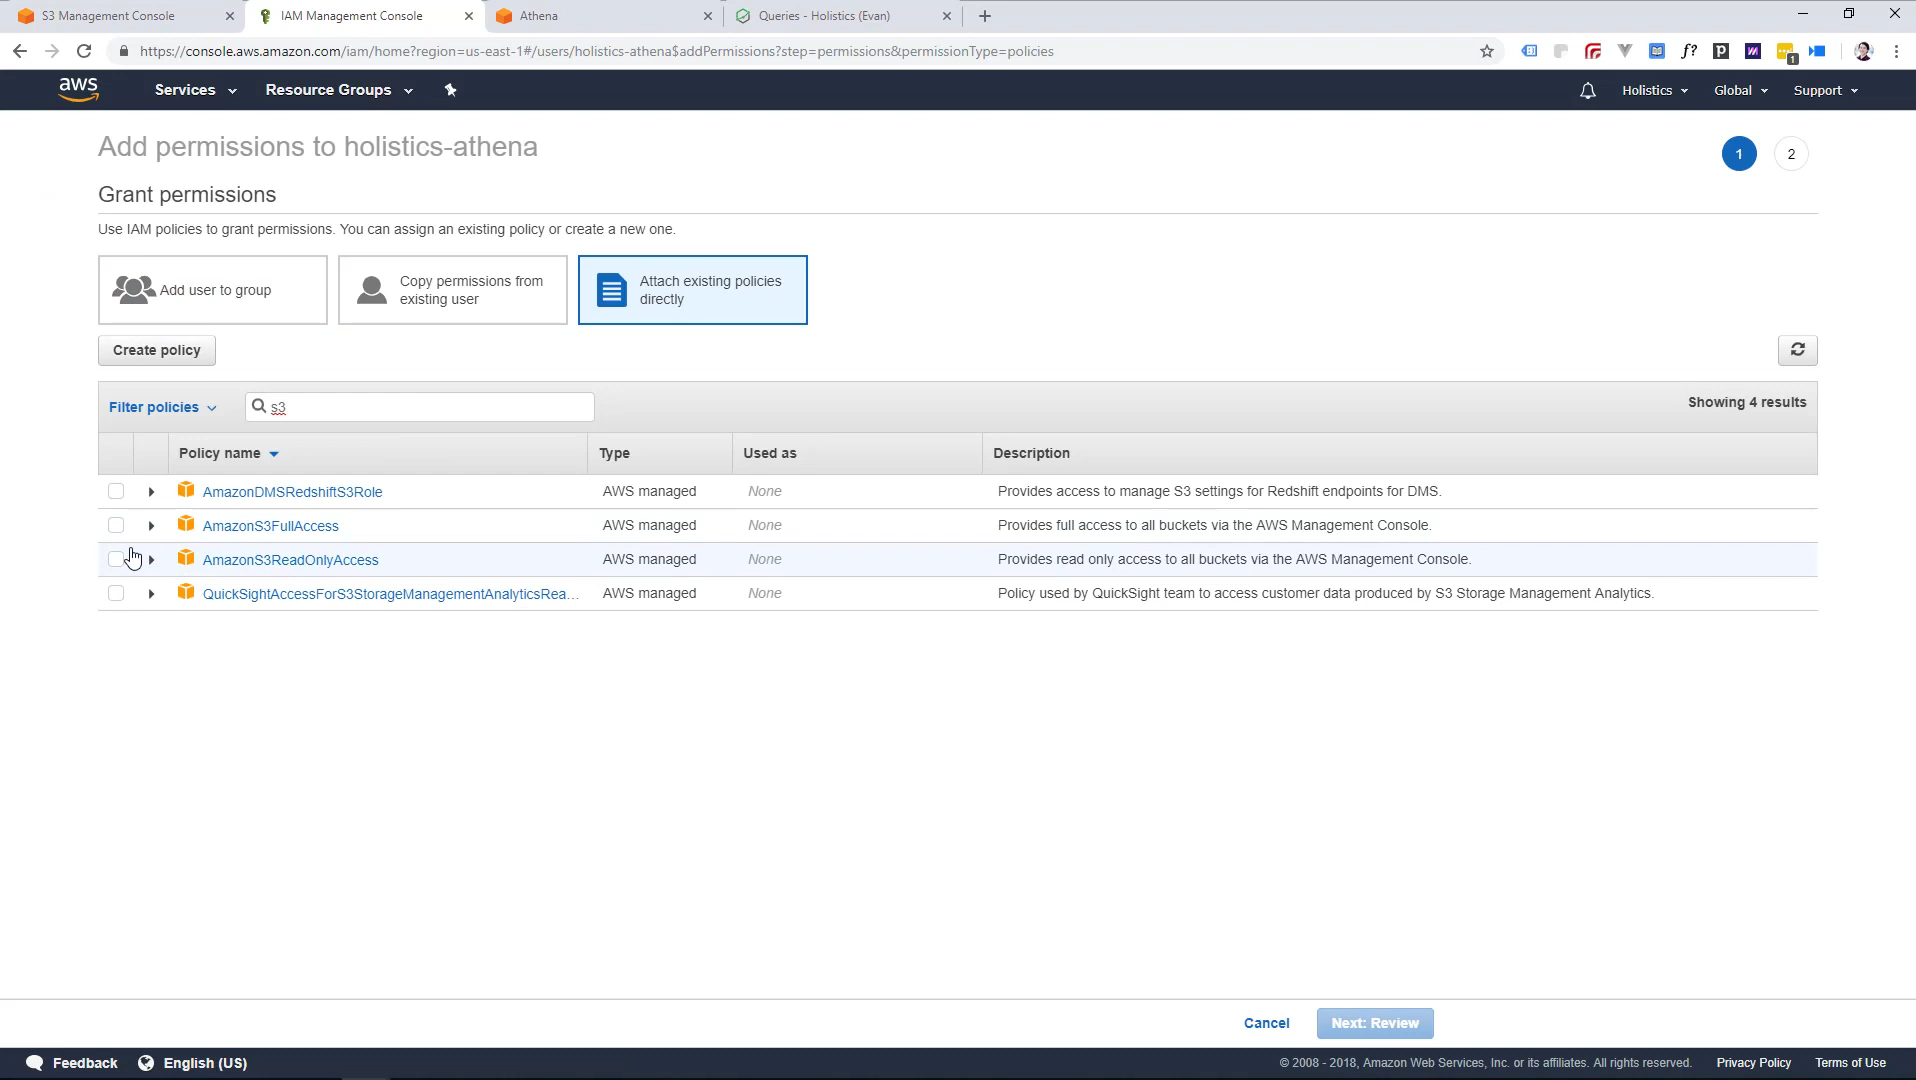 S3 Management Console
IAM Management Console
Athena
Queries - Holistics (Evan)
https://console.aws.amazon.com/iam/home?region=us-east-1#/users/holistics-athena$addPermissions?step=permissions&permissionType=policies
f?
1
aws
Services
Resource Groups
Holistics
Global
Support
Add permissions to holistics-athena
1
2
Grant permissions
Use IAM policies to grant permissions. You can assign an existing policy or create a new one.
Add user to group
Copy permissions from
existing user
Attach existing policies
directly
Create policy
Filter policies
s3
Showing 4 results
Policy name
Type
Used as
Description
AmazonDMSRedshiftS3Role
AWS managed
None
Provides access to manage S3 settings for Redshift endpoints for DMS.
AmazonS3FullAccess
AWS managed
None
Provides full access to all buckets via the AWS Management Console.
AmazonS3ReadOnlyAccess
AWS managed
None
Provides read only access to all buckets via the AWS Management Console.
QuickSightAccessForS3StorageManagementAnalyticsRea...
AWS managed
None
Policy used by QuickSight team to access customer data produced by S3 Storage Management Analytics.
Cancel
Next: Review
Feedback
English (US)
© 2008 - 2018, Amazon Web Services, Inc. or its affiliates. All rights reserved.
Privacy Policy
Terms of Use